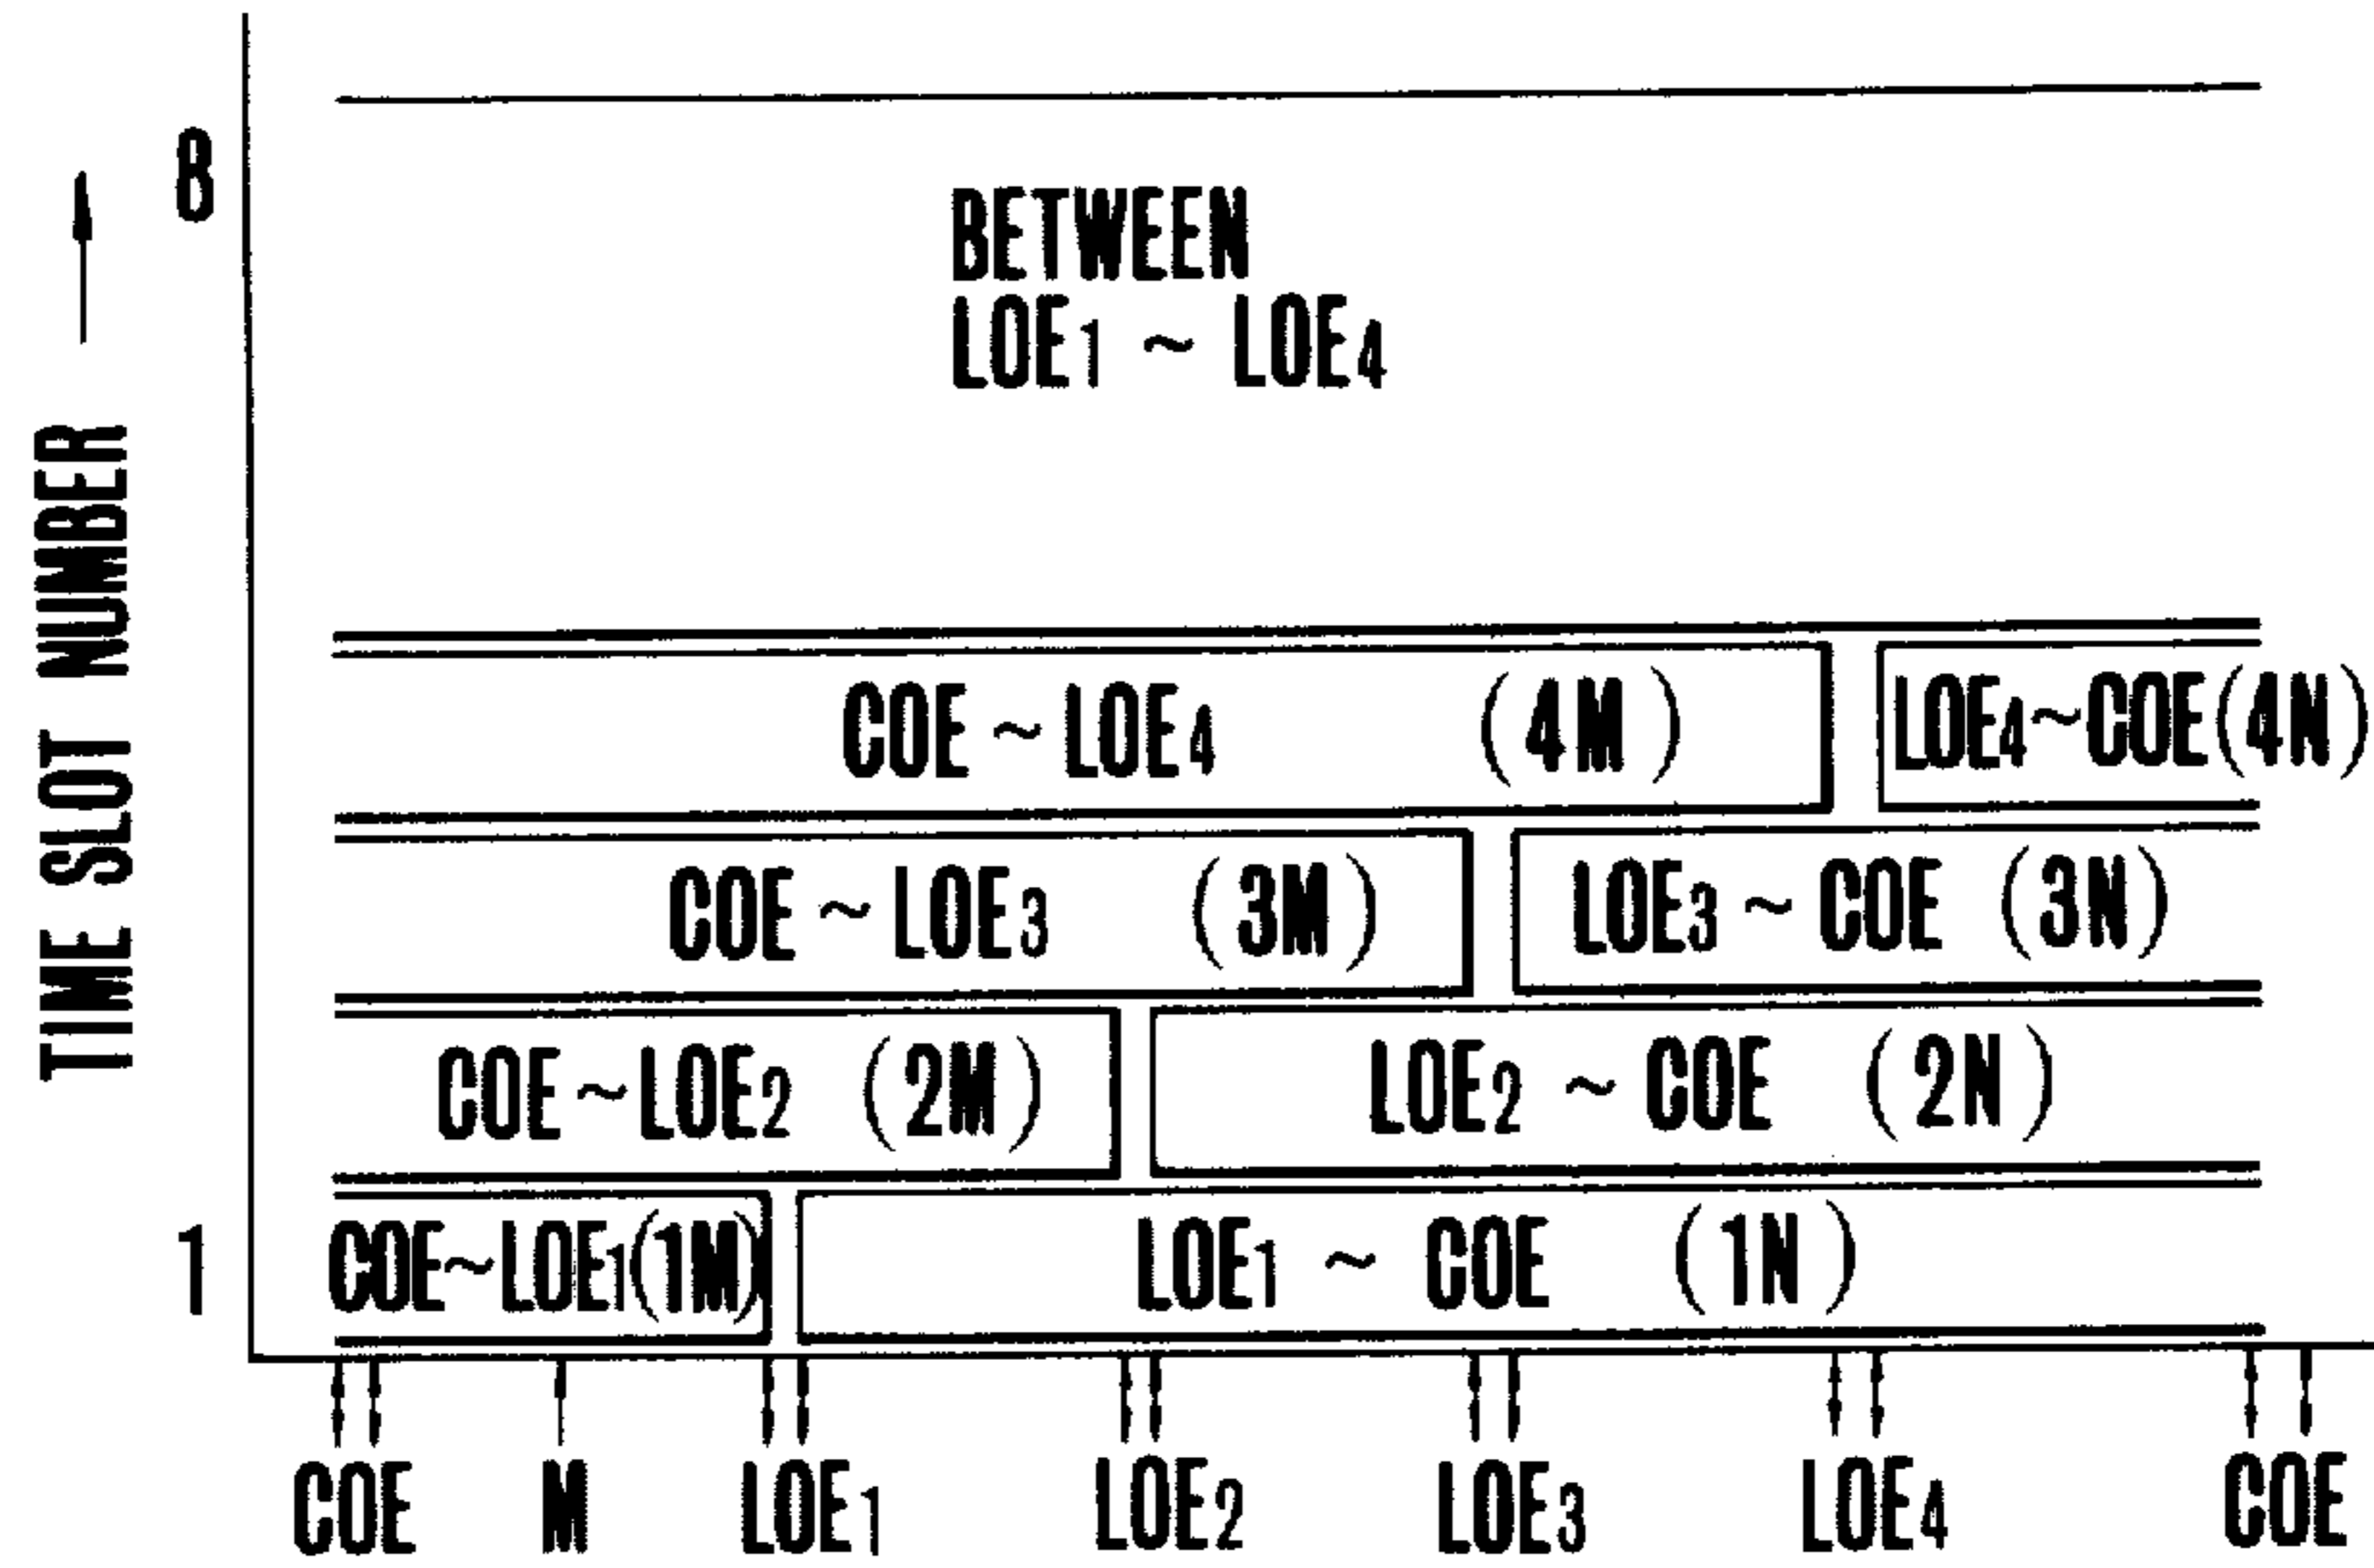 TIME SLOT NUMBER
8
BETWEEN
LOE1 ~ LOE4
COE ~ LOE4 (4M)
LOE4~COE(4N)
COE ~ LOE3 (3M)
LOE3 ~ COE (3N)
COE ~LOE2 (2M)
LOE2 ~ COE (2N)
1
COE~LOE1(1M)
LOE1 ~ COE (1N)
COE M LOE1 LOE2 LOE3 LOE4 COE